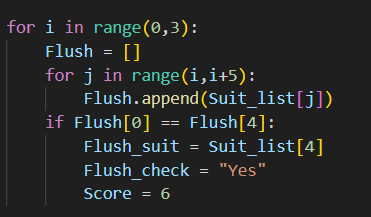 for i in range(0,3):
    Flush = []
    for j in range(i,i+5):
        Flush.append(Suit_list[j])
    if Flush[0] == Flush[4]:
        Flush_suit = Suit_list[4]
        Flush_check = "Yes"
        Score = 6